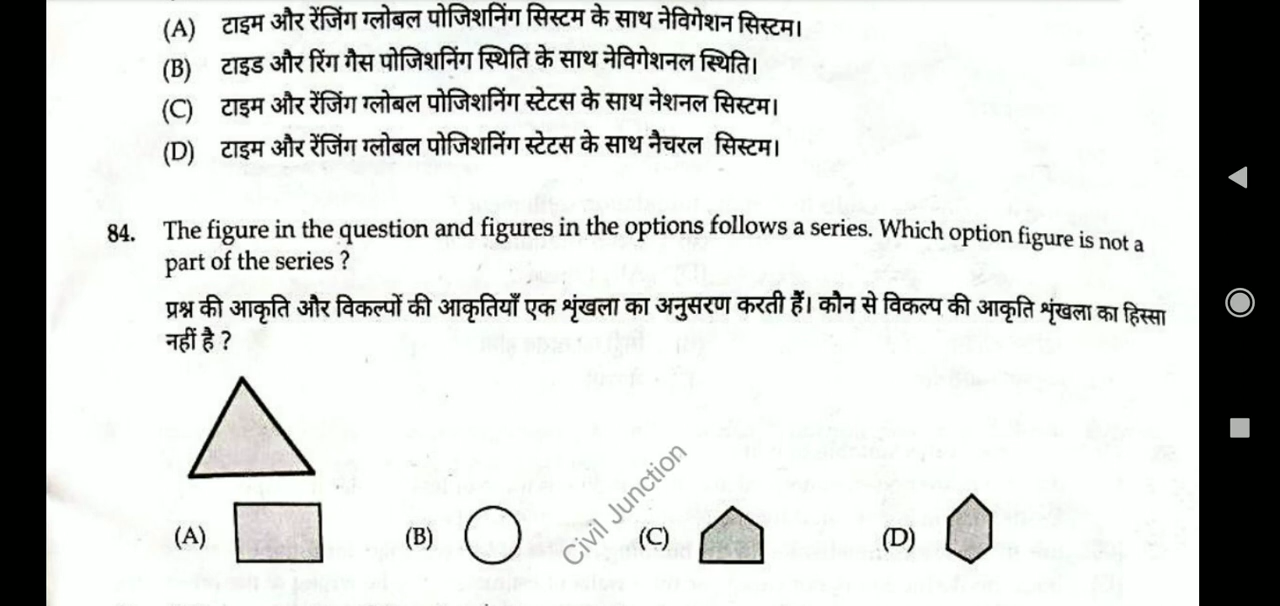 (A) टाइम और रेंजिंग ग्लोबल पोजिशनिंग सिस्टम के साथ नेविगेशन सिस्टम।
(B) टाइड और रिंग गैस पोजिशनिंग स्थिति के साथ नेविगेशनल स्थिति।
(C) टाइम और रेंजिंग ग्लोबल पोजिशनिंग स्टेटस के साथ नेशनल सिस्टम।
(D) टाइम और रेंजिंग ग्लोबल पोजिशनिंग स्टेटस के साथ नैचरल सिस्टम।
84. The figure in the question and figures in the options follows a series. Which option figure is not a
part of the series ?
प्रश्न की आकृति और विकल्पों की आकृतियाँ एक शृंखला का अनुसरण करती हैं। कौन से विकल्प की आकृति शृंखला का हिस्सा
नहीं है ?
(A) (B) (C) (D)
Civil Junction